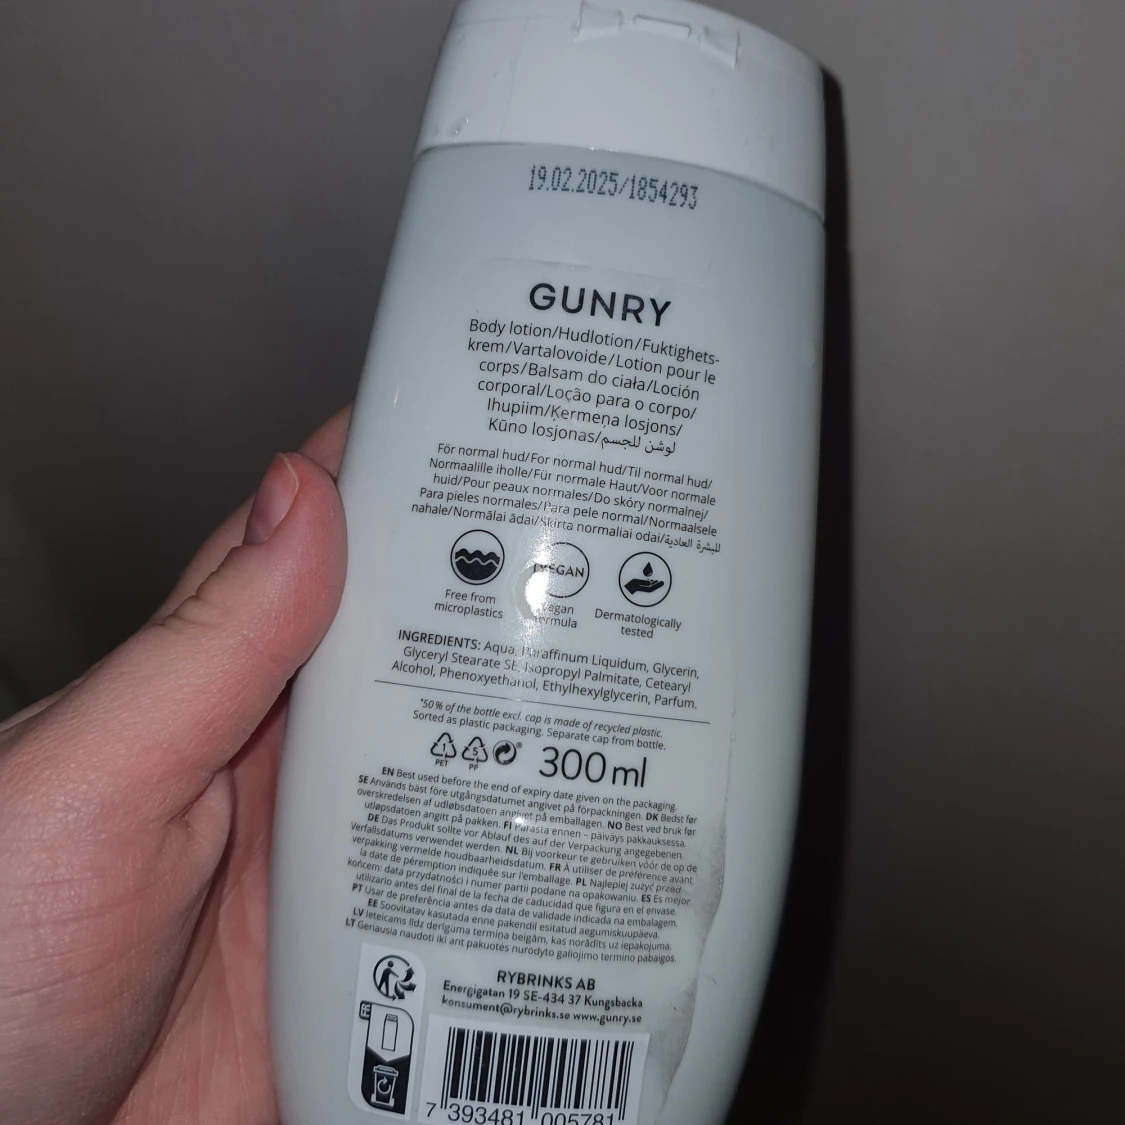 19.02.2025/1854293
GUNRY
Body lotion/Hudlotion/Fuktighets-
krem/Vartalovoide/Lotion pour le
corps/Balsam do ciała/Loción
corporal/Loção para o corpo/
Ihupiim/Ķermeņa losjons/
Kūno losjonas/لوشن للجسم
För normal hud/For normal hud/Til normal hud/
Normaalille iholle/Für normale Haut/Voor normale
huid/Pour peaux normales/Do skóry normalnej/
Para pieles normales/Para pele normal/Normaalsele
nahale/Normālai ādai/Skirta normaliai odai/للبشرة العادية
VEGAN
Free from
microplastics
Vegan
formula
Dermatologically
tested
INGREDIENTS: Aqua, Paraffinum Liquidum, Glycerin,
Glyceryl Stearate SE, Isopropyl Palmitate, Cetearyl
Alcohol, Phenoxyethanol, Ethylhexylglycerin, Parfum.
*50% of the bottle excl. cap is made of recycled plastic.
Sorted as plastic packaging. Separate cap from bottle.
1 PET
5 PP
300ml
EN Best used before the end of expiry date given on the packaging.
SE Används bäst före utgångsdatumet angivet på förpackningen. DK Bedst før
overskredelsen af udløbsdatoen angivet på emballagen. NO Best ved bruk før
utløpsdatoen angitt på pakken. FI Parasta ennen – päiväys pakkauksessa.
DE Das Produkt sollte vor Ablauf des auf der Verpackung angegebenen
Verfallsdatums verwendet werden. NL Bij voorkeur te gebruiken vóór de op de
verpakking vermelde houdbaarheidsdatum. FR À utiliser de préférence avant
la date de péremption indiquée sur l'emballage. PL Najlepiej zużyć przed
końcem: data przydatności i numer partii podane na opakowaniu. ES Es mejor
utilizarlo antes del final de la fecha de caducidad que figura en el envase.
PT Usar de preferência antes da data de validade indicada na embalagem.
EE Soovitatav kasutada enne pakendil esitatud aegumiskuupäeva.
LV Ieteicams līdz derīguma termiņa beigām, kas norādīts uz iepakojuma.
LT Geriausia naudoti iki ant pakuotės nurodyto galiojimo termino pabaigos.
RYBRINKS AB
Energigatan 19 SE-434 37 Kungsbacka
konsument@rybrinks.se www.gunry.se
FR
7 393481 005781